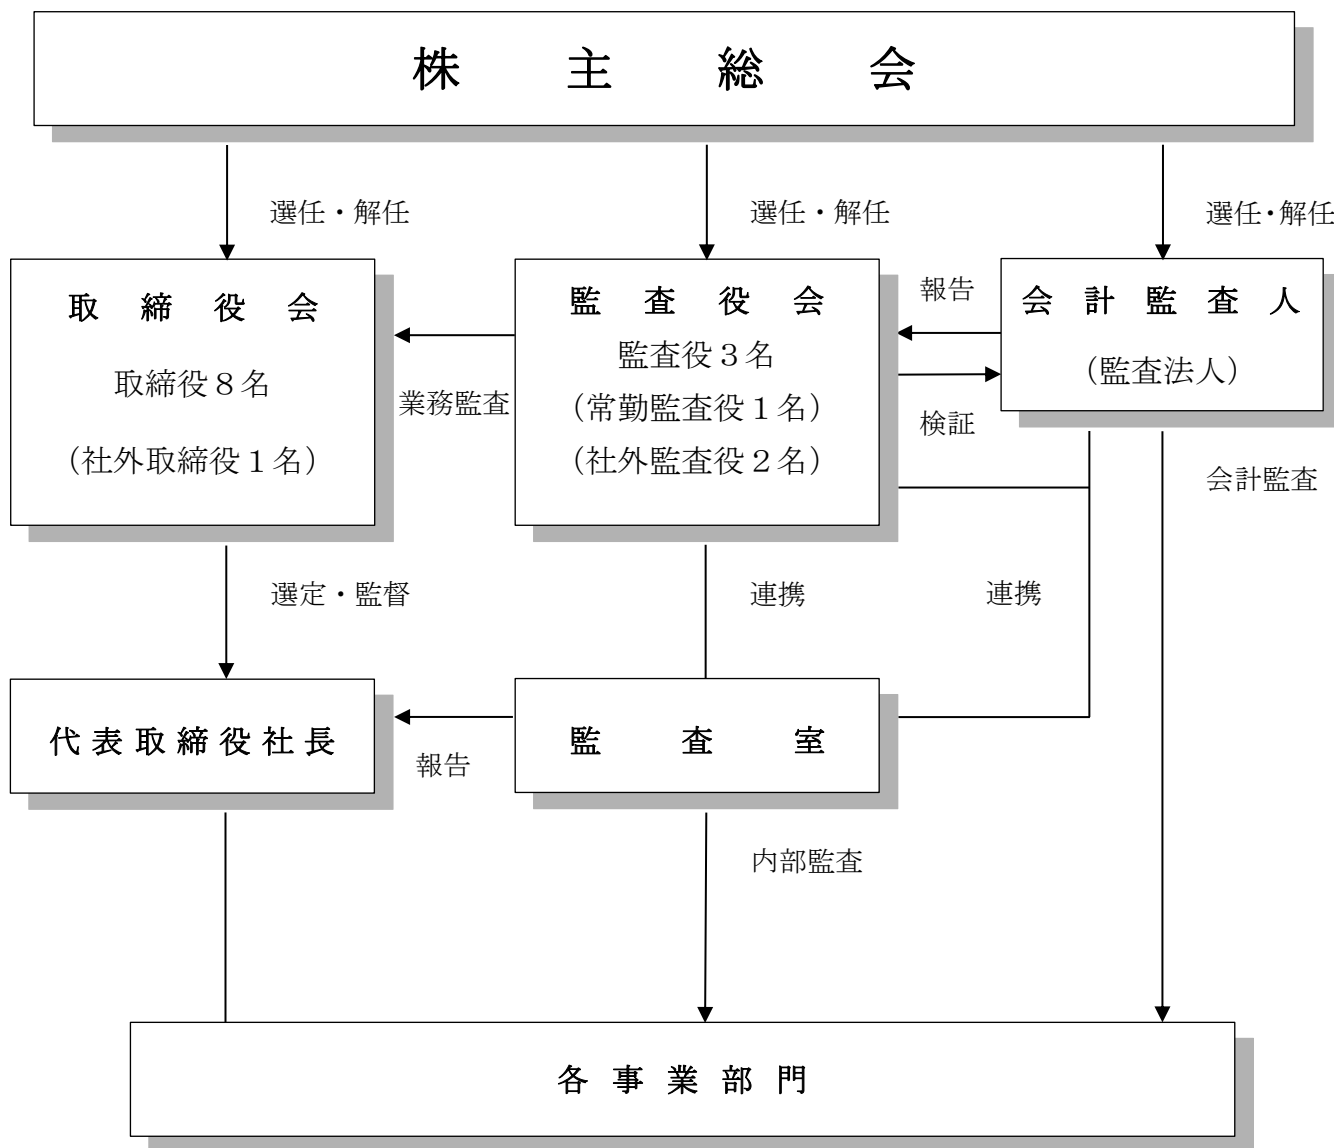 株主総会
選任・解任
選任・解任
選任・解任
取締役会
取締役８名
（社外取締役１名）
業務監査
監査役会
監査役３名
（常勤監査役１名）
（社外監査役２名）
報告
検証
会計監査人
（監査法人）
会計監査
選定・監督
連携
連携
代表取締役社長
報告
監査室
内部監査
各事業部門